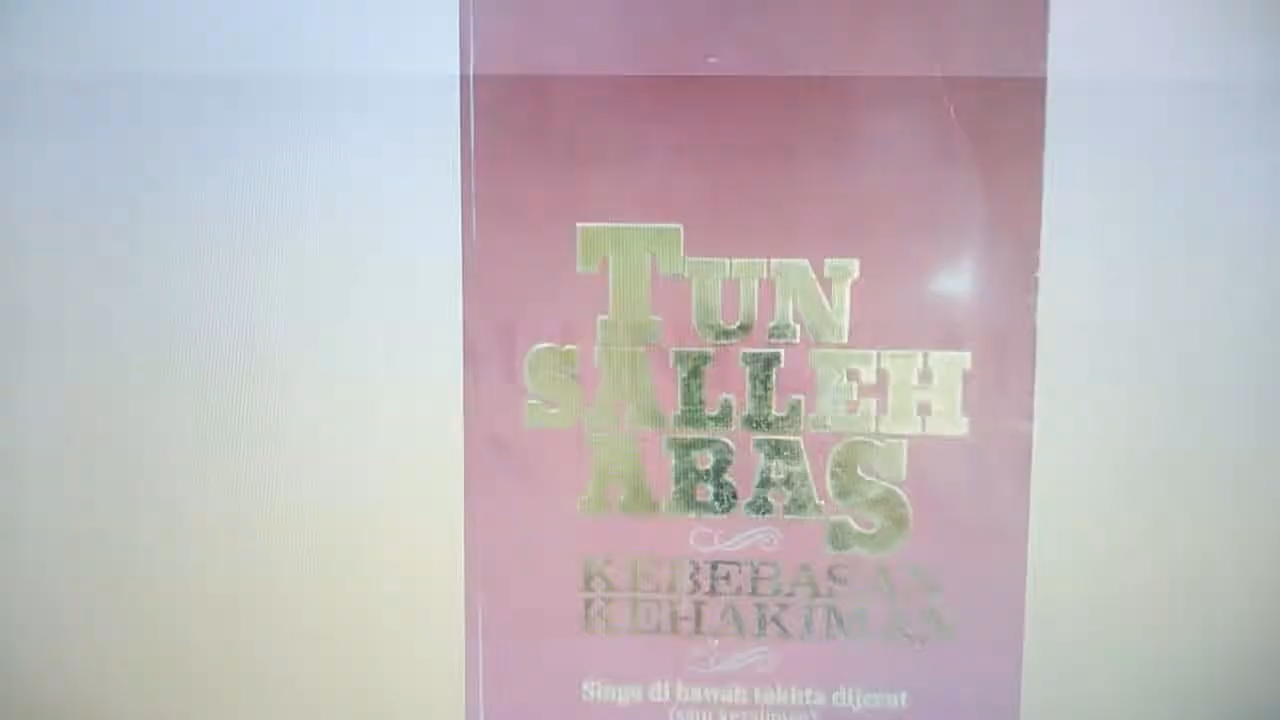 TUN
SALLEH
ABAS
KEBEBASAN
KEHAKIMAN
Singa di bawah takhta dijerat